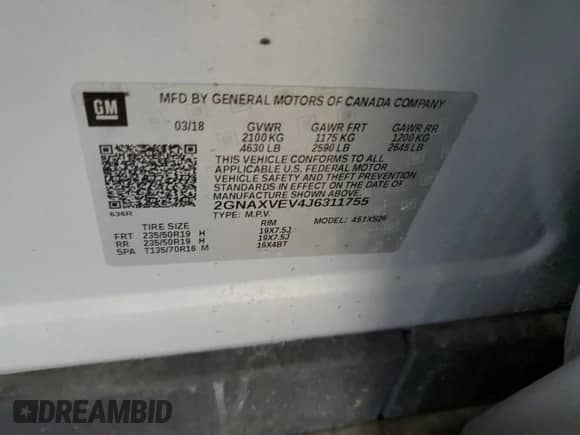 GM
MFD BY GENERAL MOTORS OF CANADA COMPANY
03/18 GVWR GAWR FRT GAWR RR
2100 KG 1175 KG 1200 KG
4630 LB 2590 LB 2645 LB
THIS VEHICLE CONFORMS TO ALL
APPLICABLE U.S. FEDERAL MOTOR
VEHICLE SAFETY AND THEFT PREVENTION
STANDARDS IN EFFECT ON THE DATE OF
MANUFACTURE SHOWN ABOVE.
2GNAXVEV4J6311755
TYPE: M.P.V. MODEL: 4S1XS26
636R
TIRE SIZE RIM
FRT 235/50R19 H 19X7.5J
RR 235/50R19 H 19X7.5J
SPA T135/70R16 M 16X4BT
DREAMBID